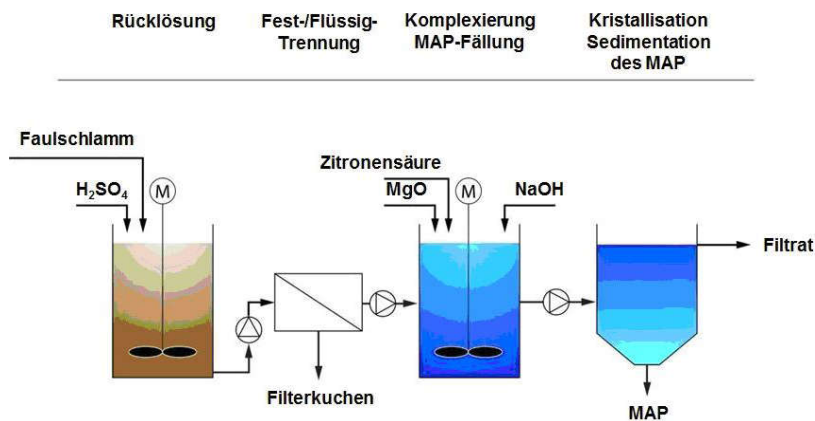 Rücklösung
Fest-/Flüssig-
Trennung
Komplexierung
MAP-Fällung
Kristallisation
Sedimentation
des MAP
Faulschlamm
H₂SO₄
M
Filterkuchen
Zitronensäure
MgO
M
NaOH
Filtrat
MAP